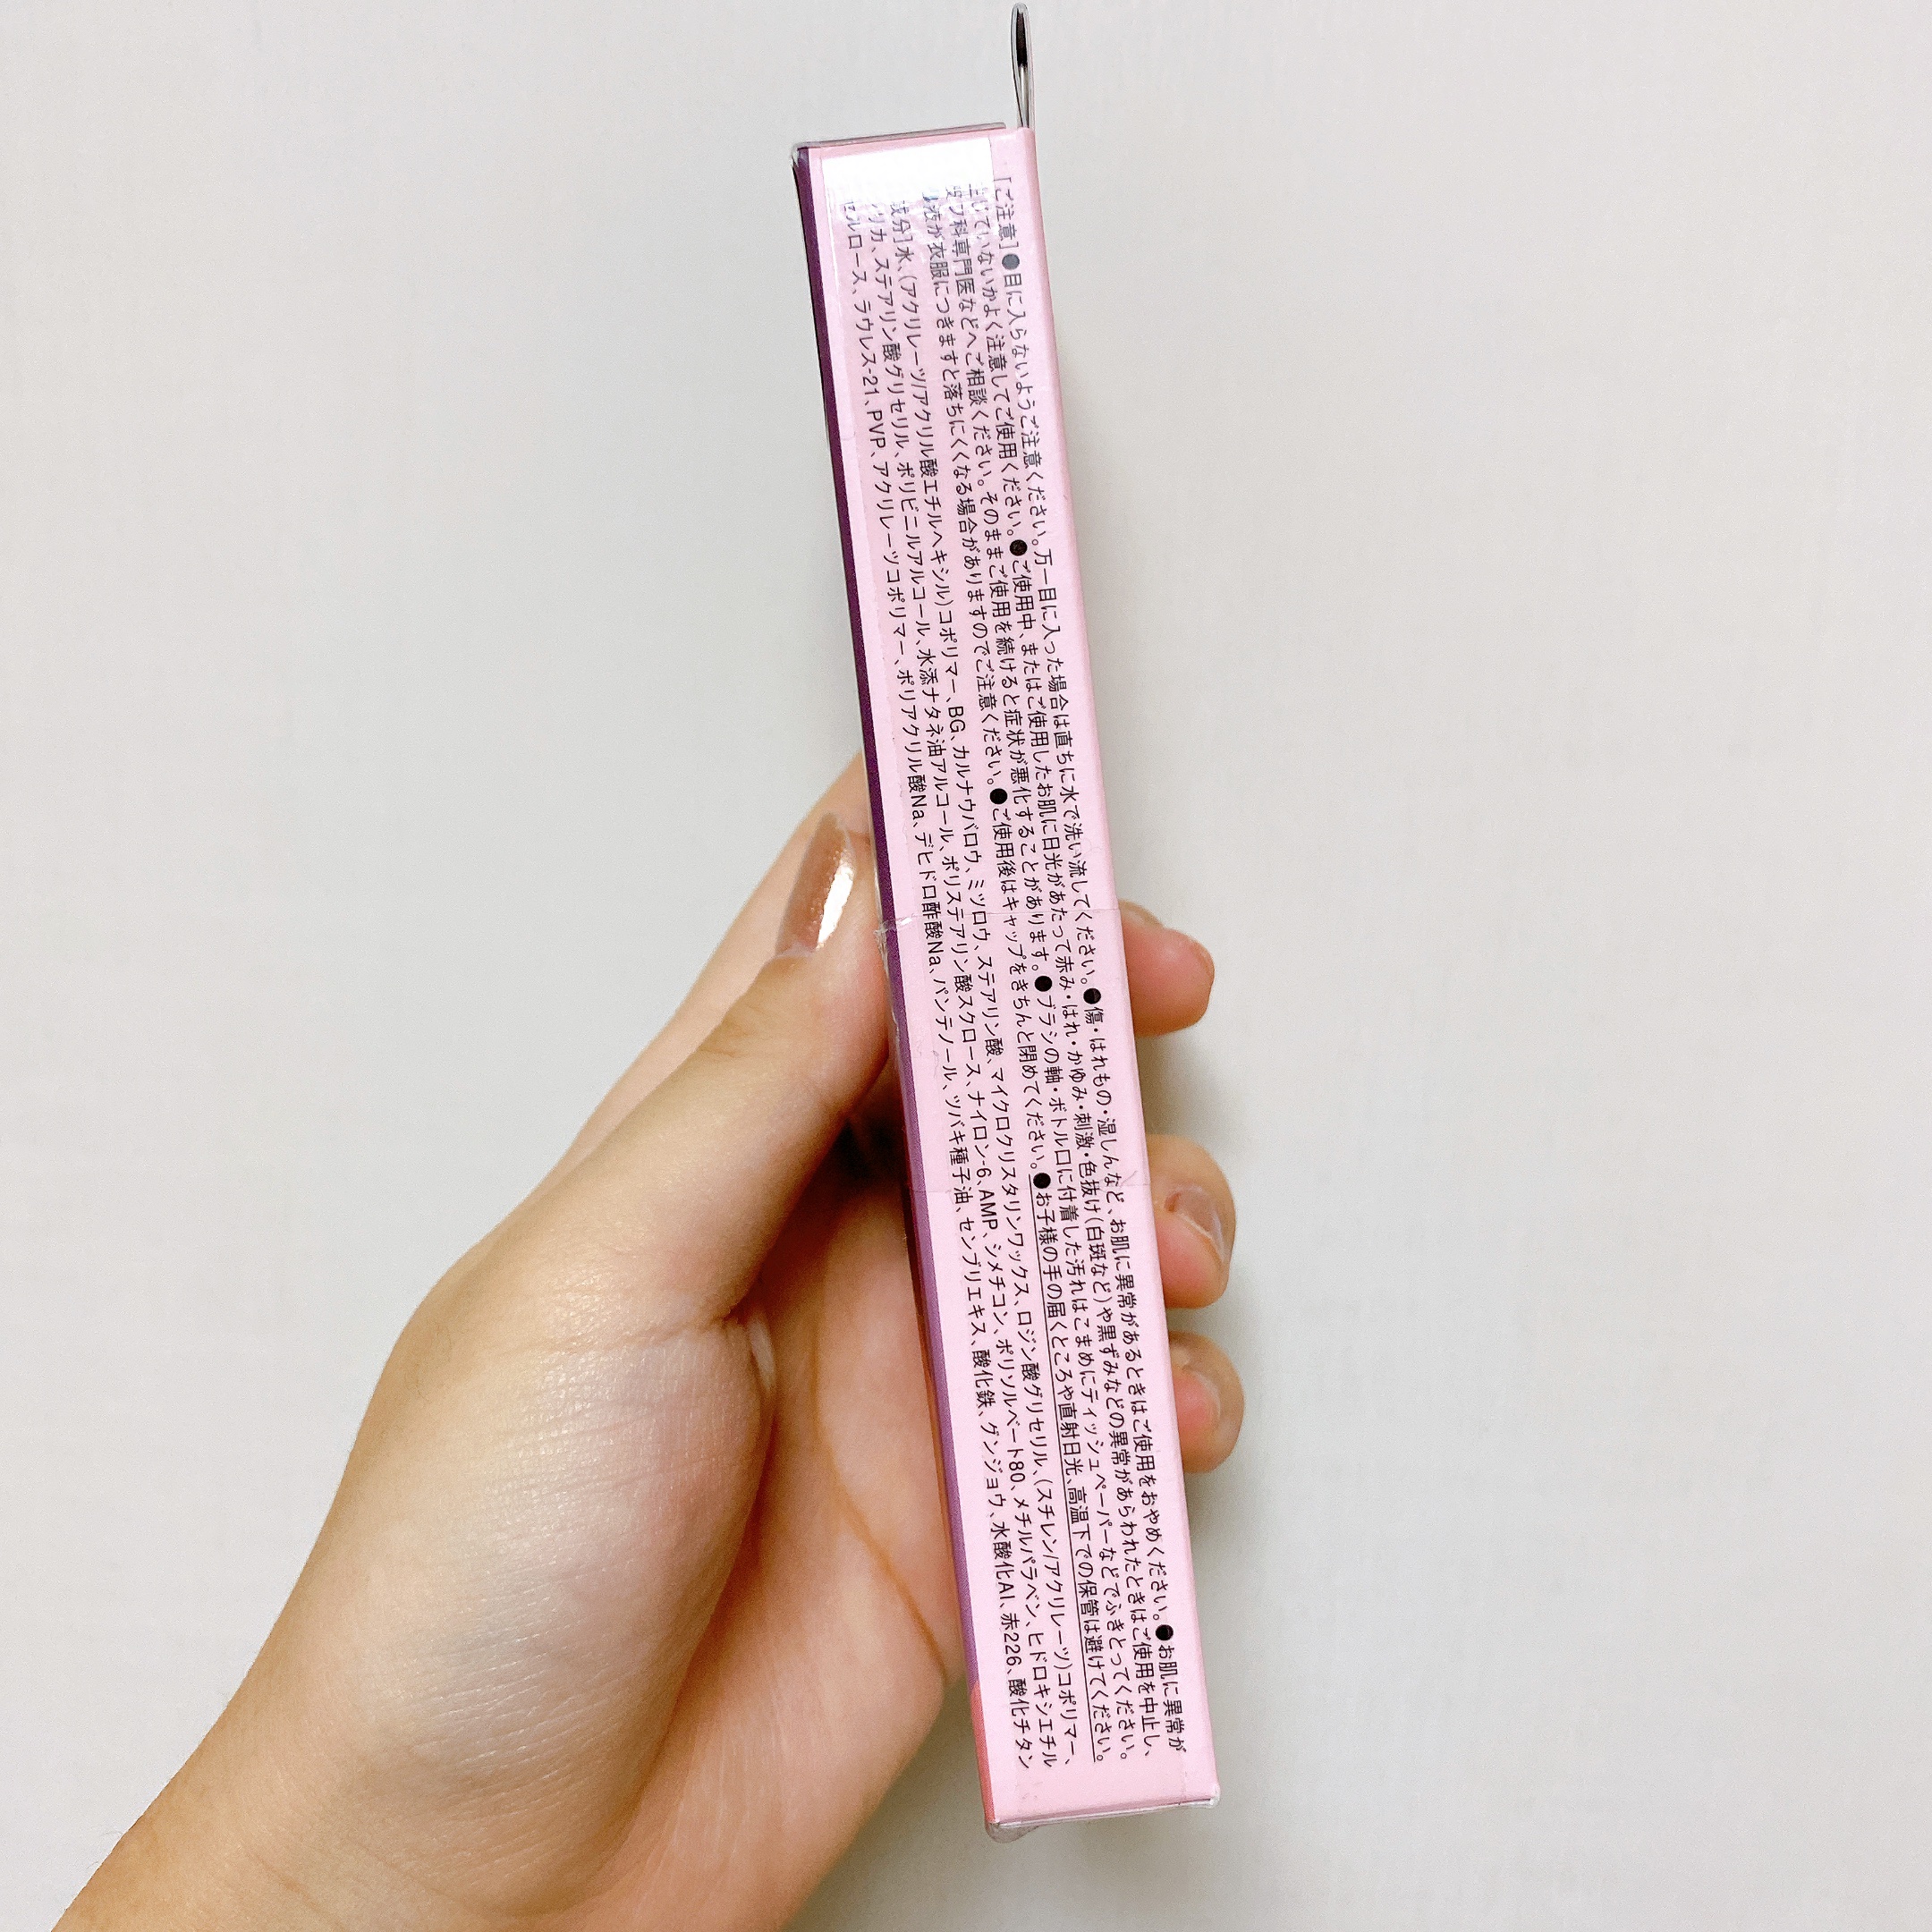 [ご注意]●目に入らないようご注意ください。万一目に入った場合は直ちに水で洗い流してください。●傷・はれもの・湿しんなど、お肌に異常があるときはご使用をおやめください。●お肌に異常が
生じていないかよく注意してご使用ください。●ご使用中、またはご使用したお肌に日光があたって赤み・はれ・かゆみ・刺激・色抜け(白斑など)や黒ずみなどの異常があらわれたときはご使用を中止し、
皮フ科専門医などへご相談ください。そのままご使用を続けると症状が悪化することがあります。●ブラシの軸・ボトル口に付着した汚れはこまめにティッシュペーパーなどでふきとってください。
液が衣服につきますと落ちにくくなる場合がありますのでご注意ください。●ご使用後はキャップをきちんと閉めてください。●お子様の手の届くところや直射日光、高温下での保管は避けてください。
成分]水、(アクリレーツ/アクリル酸エチルヘキシル)コポリマー、BG、カルナウバロウ、ミツロウ、ステアリン酸、マイクロクリスタリンワックス、ロジン酸グリセリル、(スチレン/アクリレーツ)コポリマー、
シリカ、ステアリン酸グリセリル、ポリビニルアルコール、水添ナタネ油アルコール、ポリステアリン酸スクロース、ナイロン-6、AMP、シメチコン、ポリソルベート80、メチルパラベン、ヒドロキシエチル
セルロース、ラウレス-21、PVP、アクリレーツコポリマー、ポリアクリル酸Na、デヒドロ酢酸Na、パンテノール、ツバキ種子油、センブリエキス、酸化鉄、グンジョウ、水酸化Al、赤226、酸化チタン